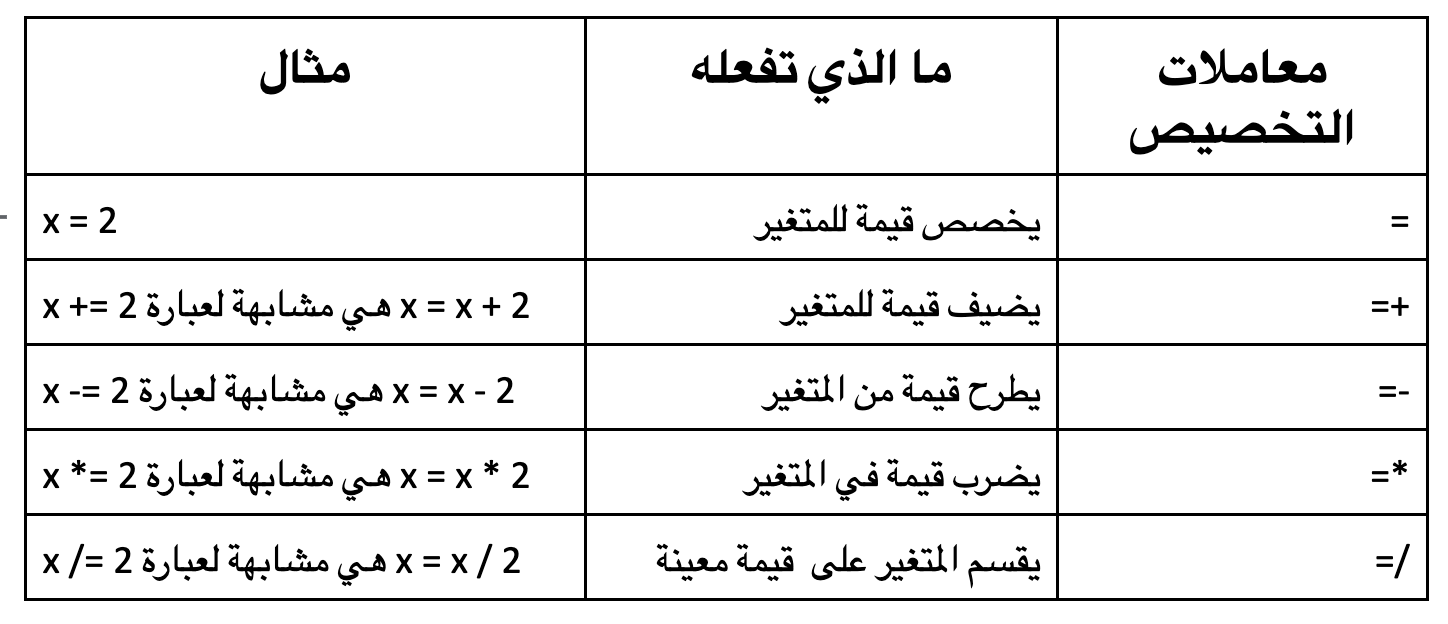 معاملات
التخصيص
ما الذي تفعله
مثال
=
يخصص قيمة للمتغير
x = 2
=+
يضيف قيمة للمتغير
x += 2 هي مشابهة لعبارة x = x + 2
=-
يطرح قيمة من المتغير
x -= 2 هي مشابهة لعبارة x = x - 2
=*
يضرب قيمة في المتغير
x *= 2 هي مشابهة لعبارة x = x * 2
=/
يقسم المتغير على قيمة معينة
x /= 2 هي مشابهة لعبارة x = x / 2